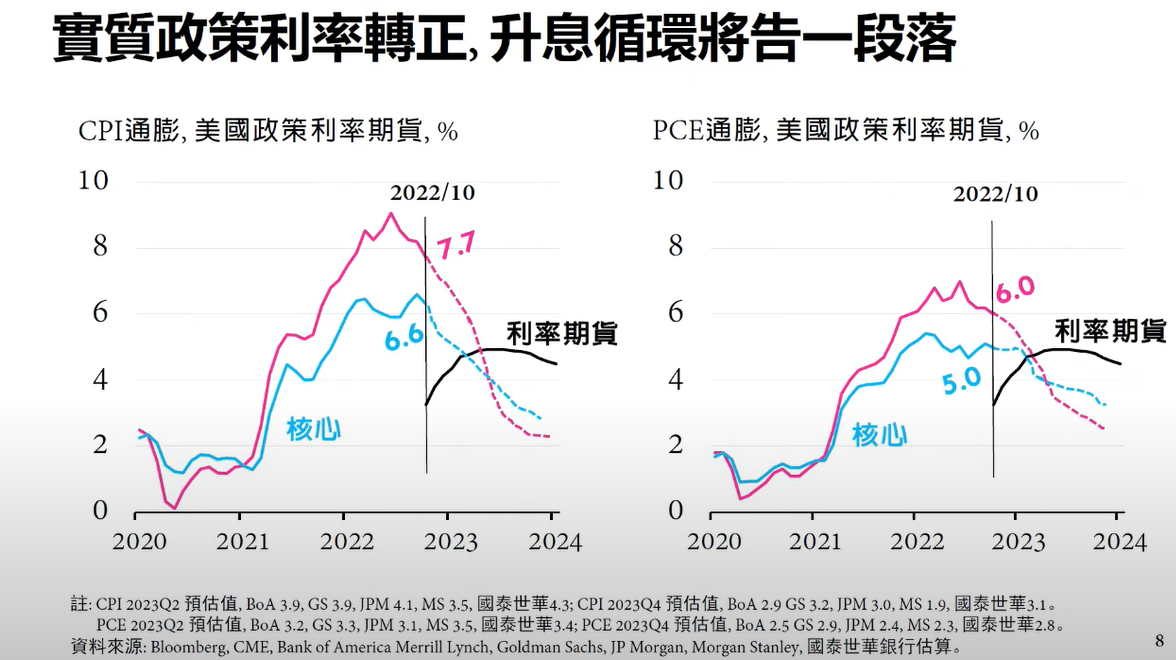 實質政策利率轉正, 升息循環將告一段落
CPI通膨, 美國政策利率期貨, %
10
8
6
4
2
0
2022/10
7.7
6.6
利率期貨
核心
2020
2021
2022
2023
2024
PCE通膨, 美國政策利率期貨, %
10
8
6
4
2
0
2022/10
6.0
5.0
利率期貨
核心
2020
2021
2022
2023
2024
註: CPI 2023Q2 預估值, BoA 3.9, GS 3.9, JPM 4.1, MS 3.5, 國泰世華4.3; CPI 2023Q4 預估值, BoA 2.9 GS 3.2, JPM 3.0, MS 1.9, 國泰世華3.1。
PCE 2023Q2 預估值, BoA 3.2, GS 3.3, JPM 3.1, MS 3.5, 國泰世華3.4; PCE 2023Q4 預估值, BoA 2.5 GS 2.9, JPM 2.4, MS 2.3, 國泰世華2.8。
資料來源: Bloomberg, CME, Bank of America Merrill Lynch, Goldman Sachs, JP Morgan, Morgan Stanley, 國泰世華銀行估算。
8